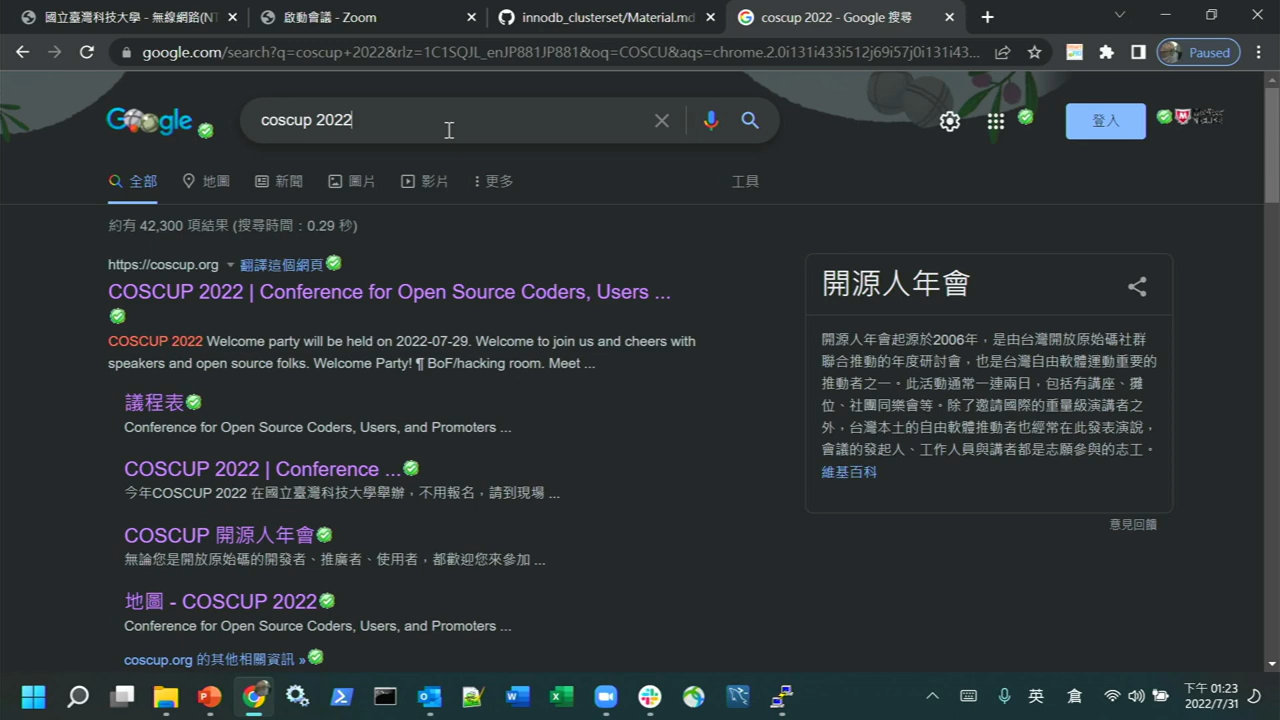 國立臺灣科技大學 - 無線網路(NT
啟動會議 - Zoom
innodb_clusterset/Material.md
coscup 2022 - Google 搜尋
google.com/search?q=coscup+2022&rlz=1C1SQJL_enJP881JP881&oq=COSCU&aqs=chrome.2.0i131i433i512j69i57j0i131i43...
Paused
Google
coscup 2022
登入
全部
地圖
新聞
圖片
影片
更多
工具
約有 42,300 項結果 (搜尋時間：0.29 秒)
https://coscup.org
翻譯這個網頁
COSCUP 2022 | Conference for Open Source Coders, Users ...
COSCUP 2022 Welcome party will be held on 2022-07-29. Welcome to join us and cheers with
speakers and open source folks. Welcome Party! ¶ BoF/hacking room. Meet ...
議程表
Conference for Open Source Coders, Users, and Promoters ...
COSCUP 2022 | Conference ...
今年COSCUP 2022 在國立臺灣科技大學舉辦，不用報名，請到現場 ...
COSCUP 開源人年會
無論您是開放原始碼的開發者、推廣者、使用者，都歡迎您來參加 ...
地圖 - COSCUP 2022
Conference for Open Source Coders, Users, and Promoters ...
coscup.org 的其他相關資訊 »
開源人年會
開源人年會起源於2006年，是由台灣開放原始碼社群
聯合推動的年度研討會，也是台灣自由軟體運動重要的
推動者之一。此活動通常一連兩日，包括有講座、攤
位、社團同樂會等。除了邀請國際的重量級演講者之
外，台灣本土的自由軟體推動者也經常在此發表演說，
會議的發起人、工作人員與講者都是志願參與的志工。
維基百科
意見回饋
英
倉
下午 01:23
2022/7/31